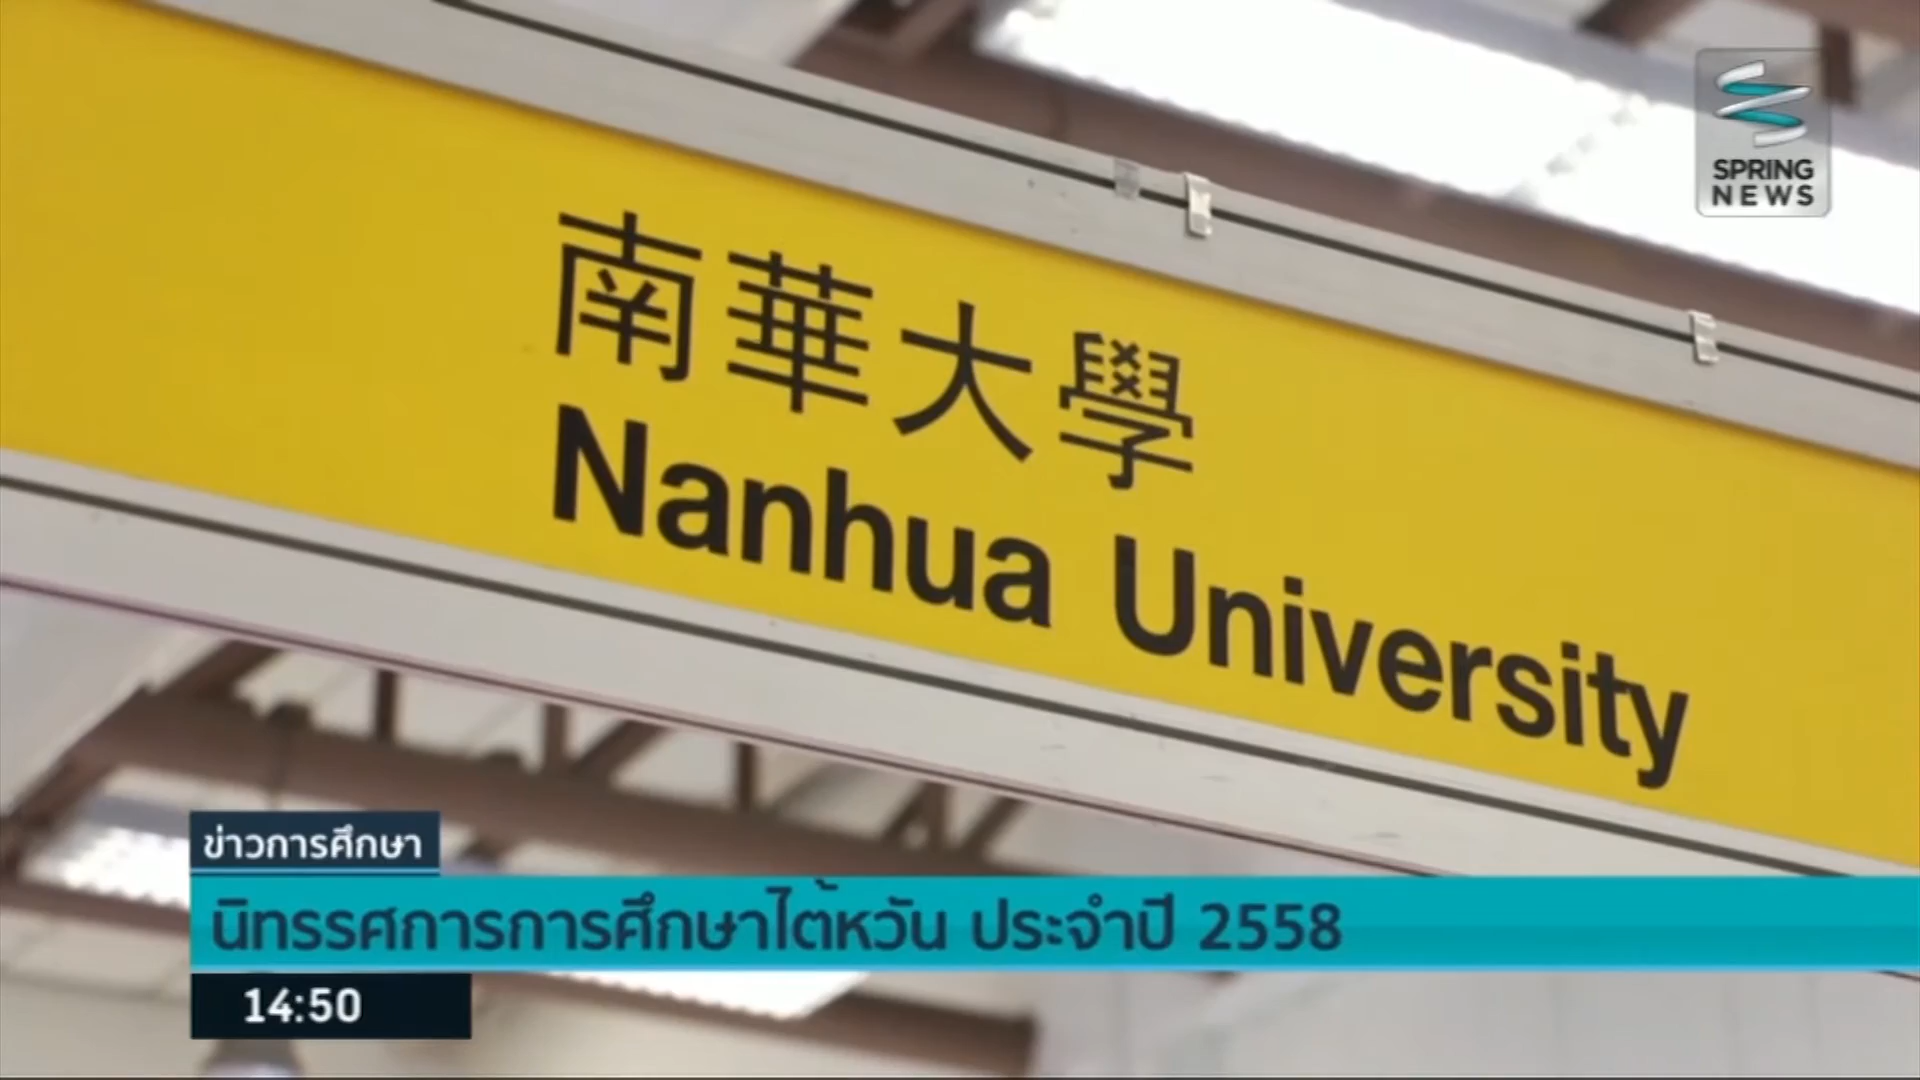 SPRING
NEWS
南華大學
Nanhua University
ข่าวการศึกษา
นิทรรศการการศึกษาไต้หวัน ประจำปี 2558
14:50